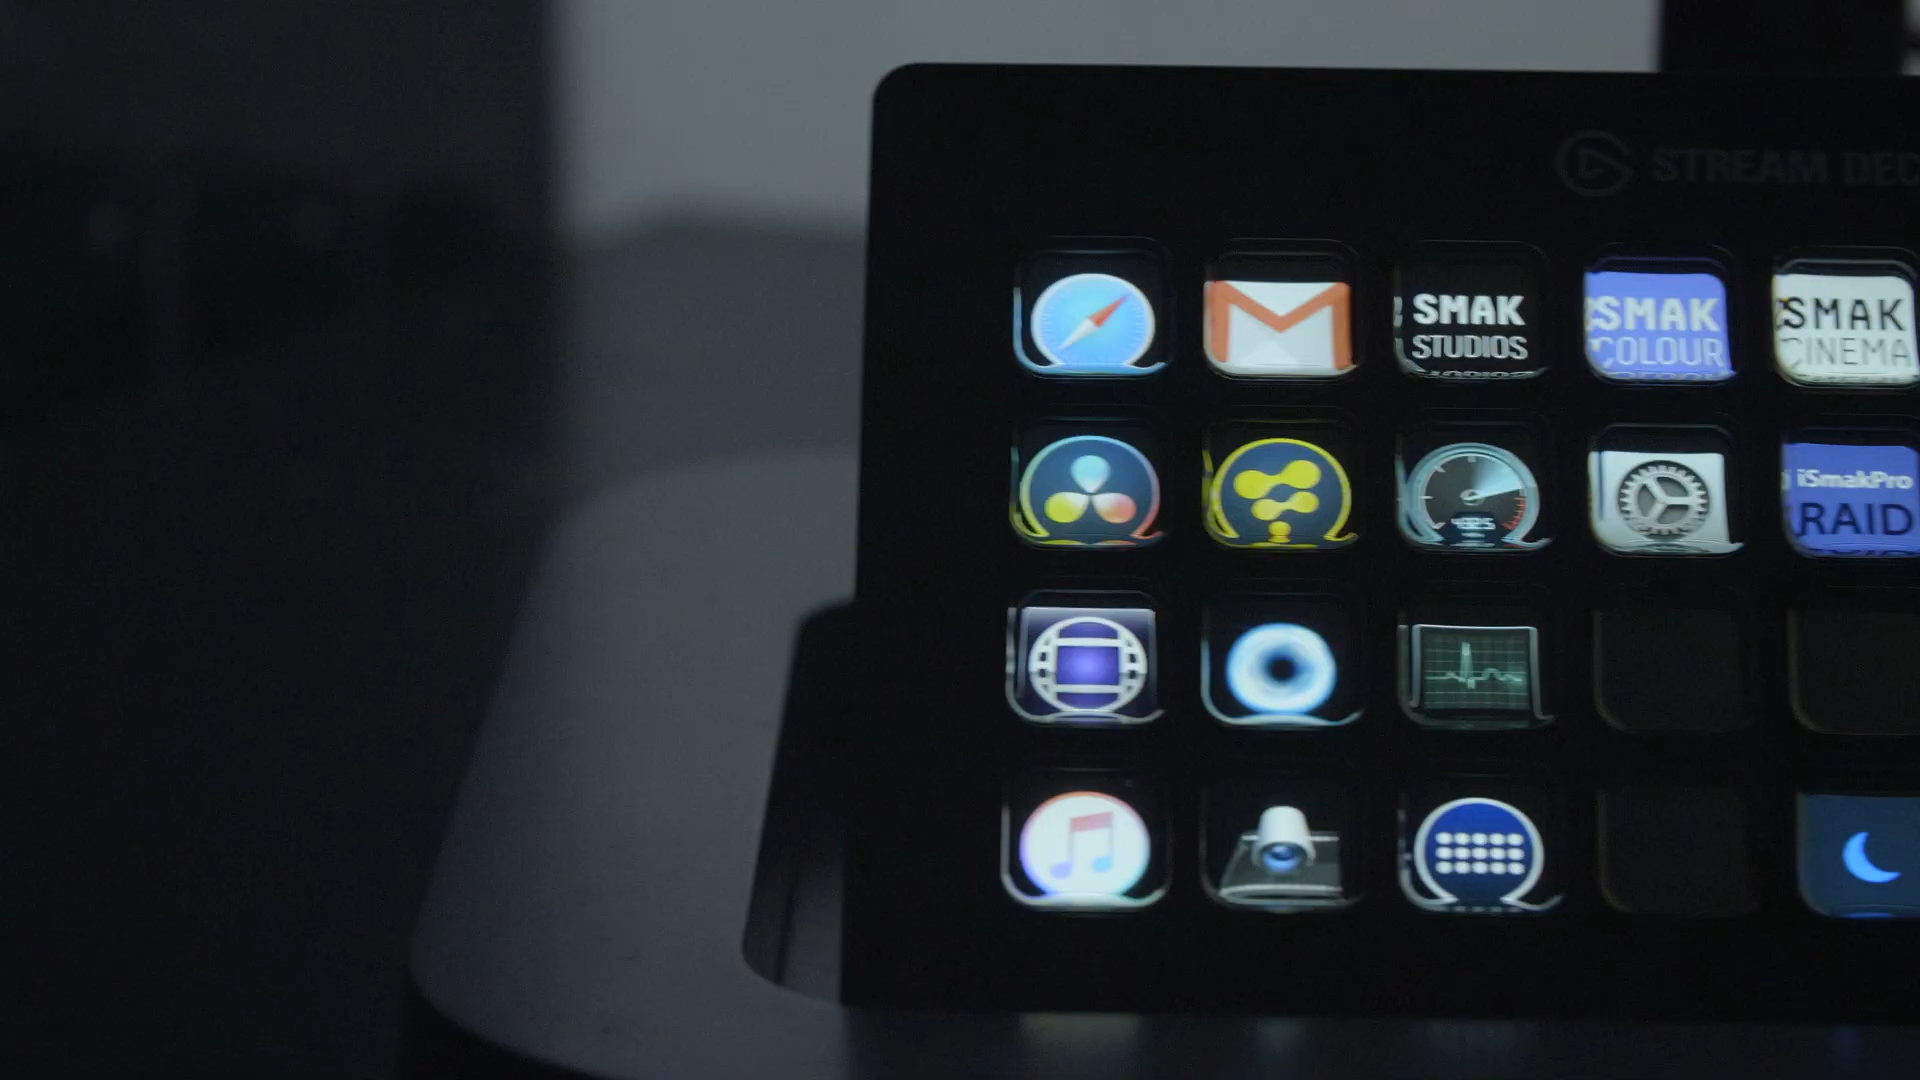 STREAM DEC
SMAK
STUDIOS
SMAK
COLOUR
SMAK
CINEMA
iSmakPro
RAID